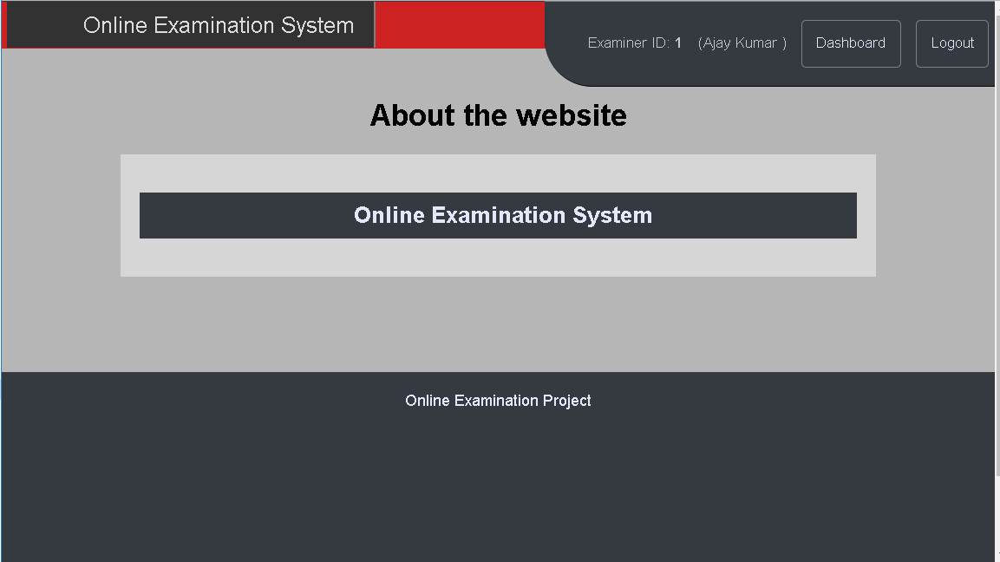 Online Examination System
Examiner ID: 1 (Ajay Kumar ) Dashboard Logout
About the website
Online Examination System
Online Examination Project